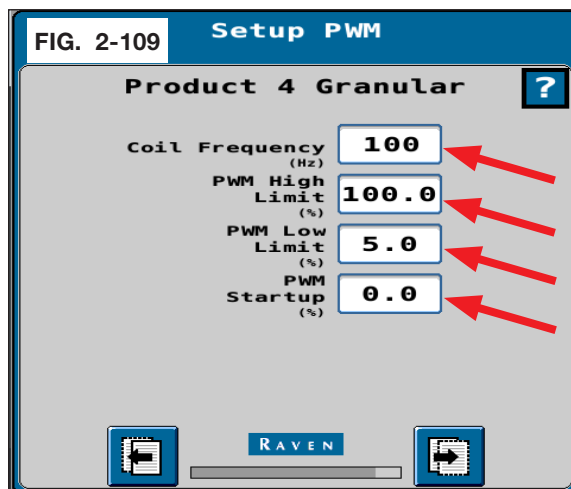 FIG. 2-109
Setup PWM
Product 4 Granular
?
Coil Frequency
(Hz)
100
PWM High
Limit
(%)
100.0
PWM Low
Limit
(%)
5.0
PWM
Startup
(%)
0.0
RAVEN